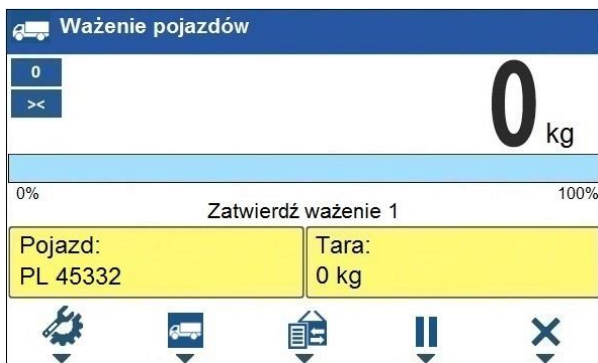 Ważenie pojazdów
0
><
0 kg
0% 100%
Zatwierdź ważenie 1
Pojazd: Tara:
PL 45332 0 kg